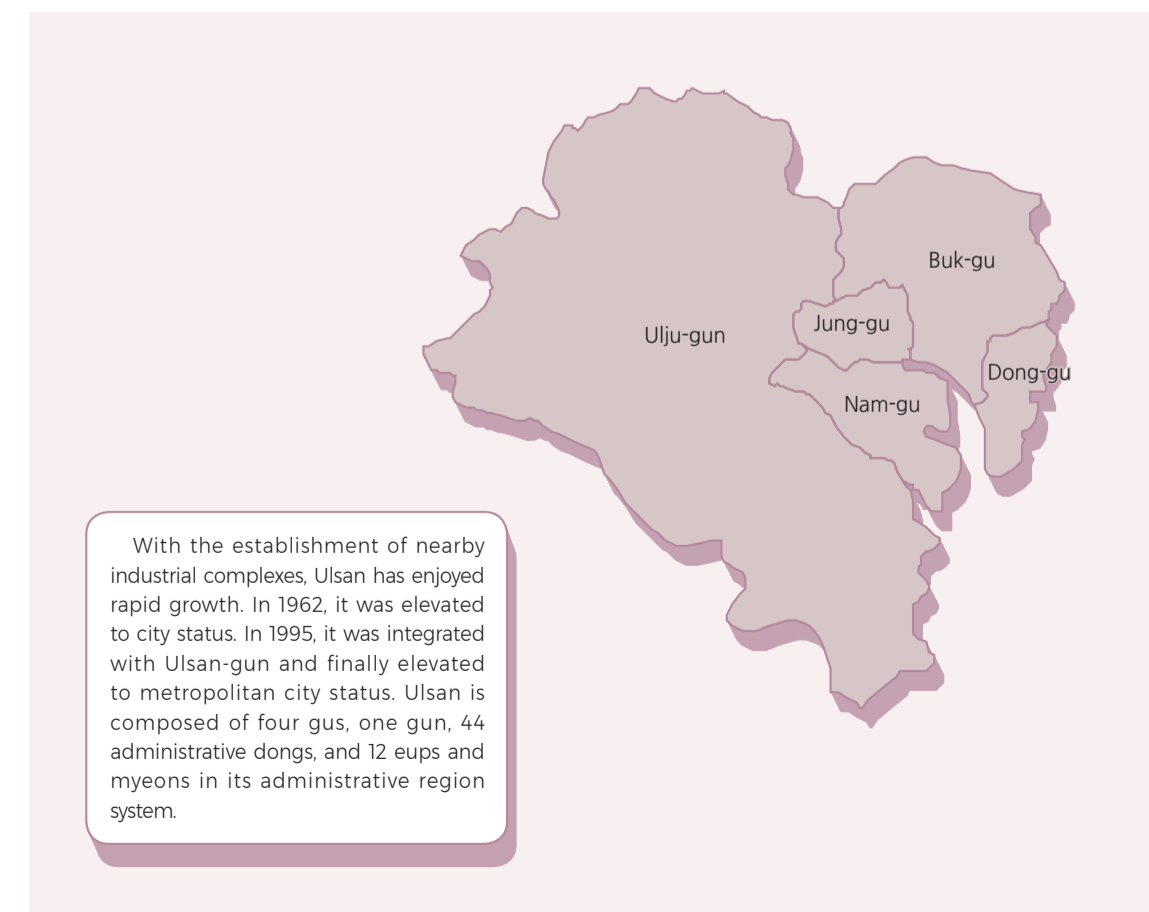 Buk-gu
Jung-gu
Ulju-gun
Dong-gu
Nam-gu
With the establishment of nearby
industrial complexes, Ulsan has enjoyed
rapid growth. In 1962, it was elevated
to city status. In 1995, it was integrated
with Ulsan-gun and finally elevated
to metropolitan city status. Ulsan is
composed of four gus, one gun, 44
administrative dongs, and 12 eups and
myeons in its administrative region
system.